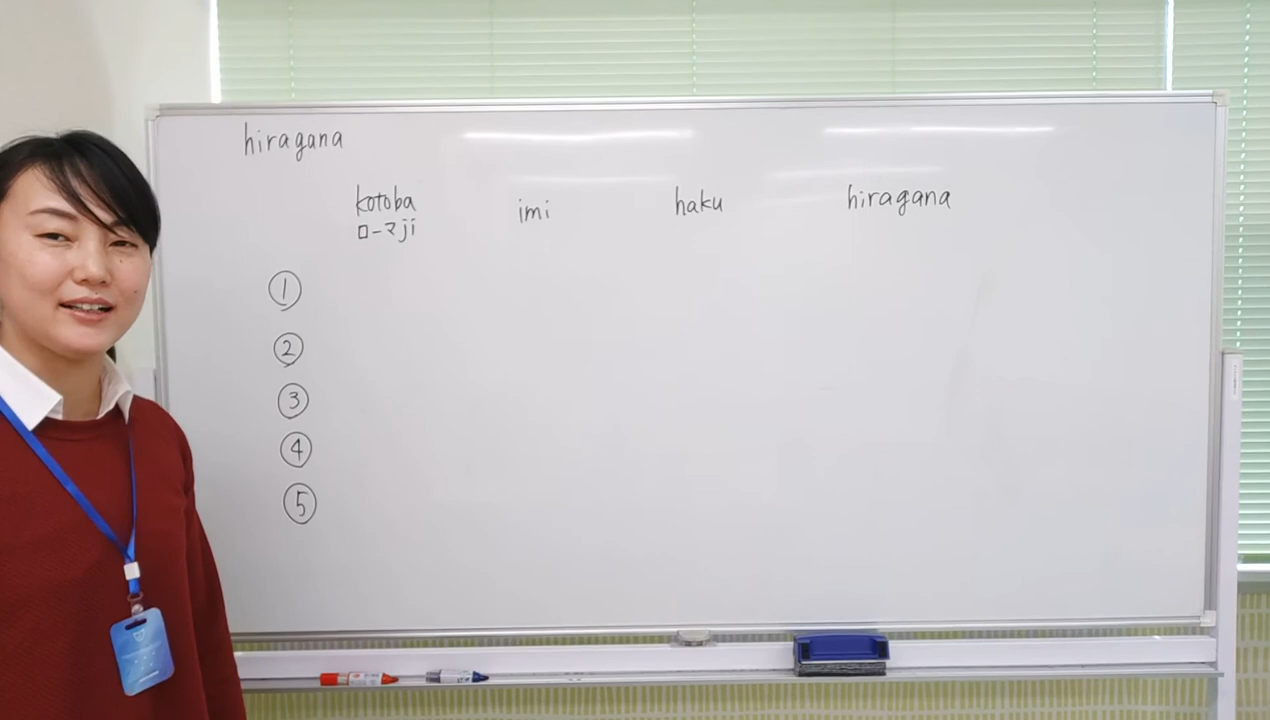 hiragana
kotoba imi haku hiragana
ローマji
①
②
③
④
⑤